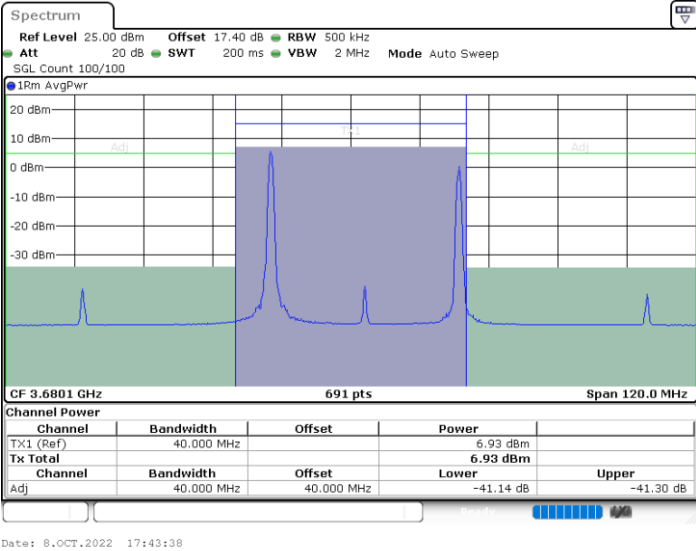 Spectrum
Ref Level 25.00 dBm Offset 17.40 dB RBW 500 kHz
Att 20 dB SWT 200 ms VBW 2 MHz Mode Auto Sweep
SGL Count 100/100
1Rm AvgPwr
20 dBm
TX1
10 dBm
Adj Adj
0 dBm
-10 dBm
-20 dBm
-30 dBm
CF 3.6801 GHz 691 pts Span 120.0 MHz
Channel Power
Channel Bandwidth Offset Power
TX1 (Ref) 40.000 MHz 6.93 dBm
Tx Total 6.93 dBm
Channel Bandwidth Offset Lower Upper
Adj 40.000 MHz 40.000 MHz -41.14 dB -41.30 dB
Ready
Date: 8.OCT.2022 17:43:38